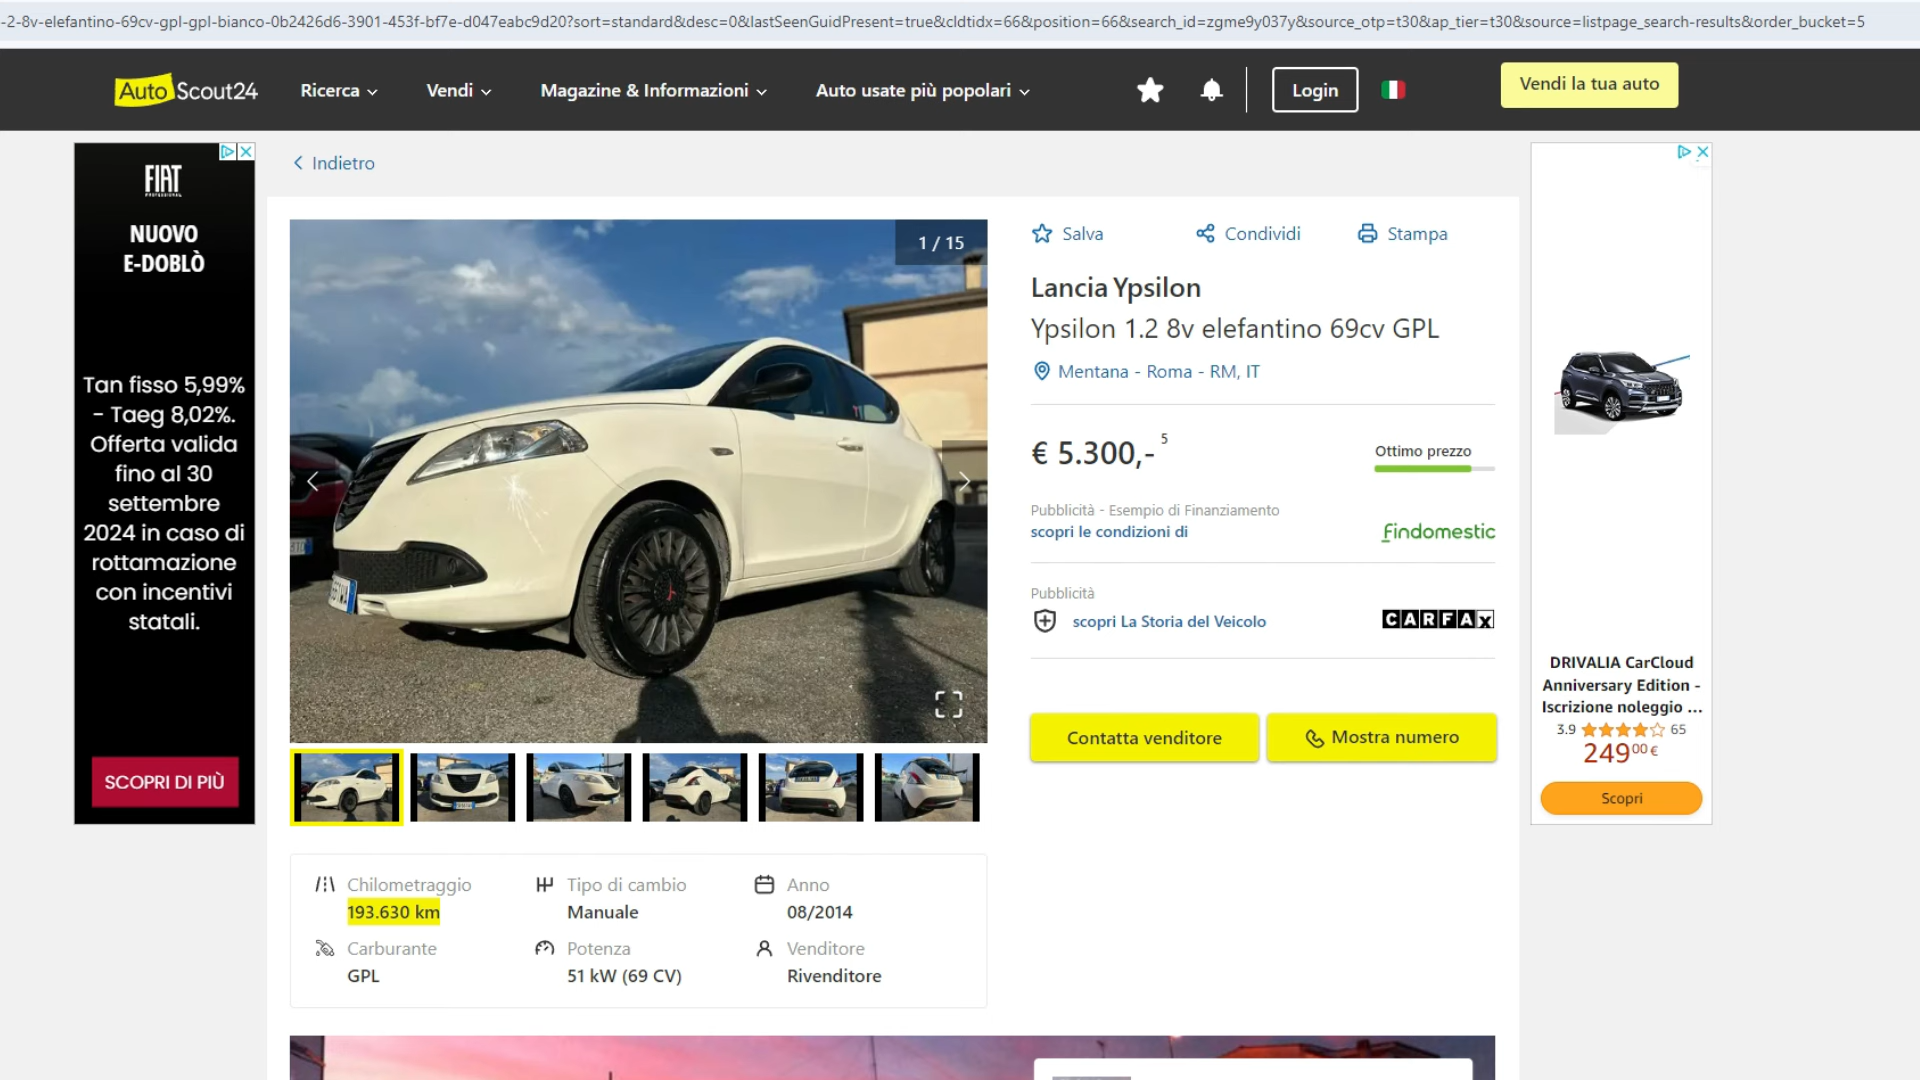 -2-8v-elefantino-69cv-gpl-gpl-bianco-0b2426d6-3901-453f-bf7e-d047eabc9d20?sort=standard&desc=0&lastSeenGuidPresent=true&cldtidx=66&position=66&search_id=zgme9y037y&source_otp=t30&ap_tier=t30&source=listpage_search-results&order_bucket=5
AutoScout24
Ricerca
Vendi
Magazine & Informazioni
Auto usate più popolari
Login
Vendi la tua auto
FIAT
PROFESSIONAL
NUOVO
E-DOBLÒ
Tan fisso 5,99%
- Taeg 8,02%.
Offerta valida
fino al 30
settembre
2024 in caso di
rottamazione
con incentivi
statali.
SCOPRI DI PIÙ
Indietro
1 / 15
Salva
Condividi
Stampa
Lancia Ypsilon
Ypsilon 1.2 8v elefantino 69cv GPL
Mentana - Roma - RM, IT
€ 5.300,- 5
Ottimo prezzo
Pubblicità - Esempio di Finanziamento
scopri le condizioni di
findomestic
Pubblicità
scopri La Storia del Veicolo
CARFAX
Contatta venditore
Mostra numero
Chilometraggio
193.630 km
Tipo di cambio
Manuale
Anno
08/2014
Carburante
GPL
Potenza
51 kW (69 CV)
Venditore
Rivenditore
DRIVALIA CarCloud
Anniversary Edition -
Iscrizione noleggio ...
3.9 65
24900 €
Scopri